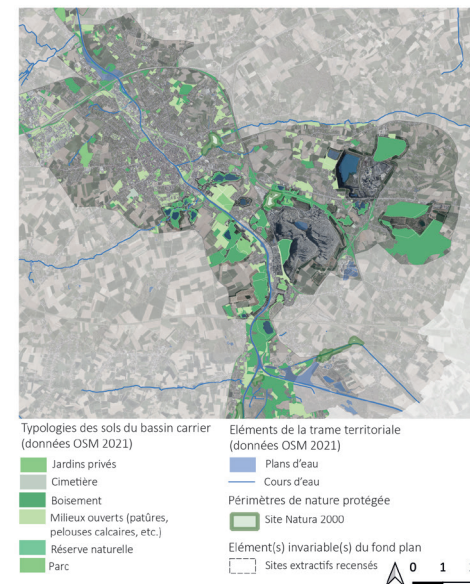 Typologies des sols du bassin carrier
(données OSM 2021)
Jardins privés
Cimetière
Boisement
Milieux ouverts (patûres,
pelouses calcaires, etc.)
Réserve naturelle
Parc
Eléments de la trame territoriale
(données OSM 2021)
Plans d'eau
Cours d'eau
Périmètres de nature protégée
Site Natura 2000
Elément(s) invariable(s) du fond plan
Sites extractifs recensés
0 1